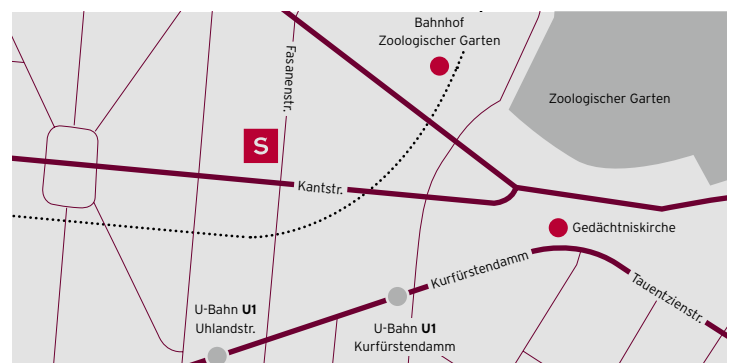 Bahnhof
Zoologischer Garten
Fasanenstr.
Zoologischer Garten
S
Kantstr.
Gedächtniskirche
Kurfürstendamm
Tauentzienstr.
U-Bahn U1
Uhlandstr.
U-Bahn U1
Kurfürstendamm